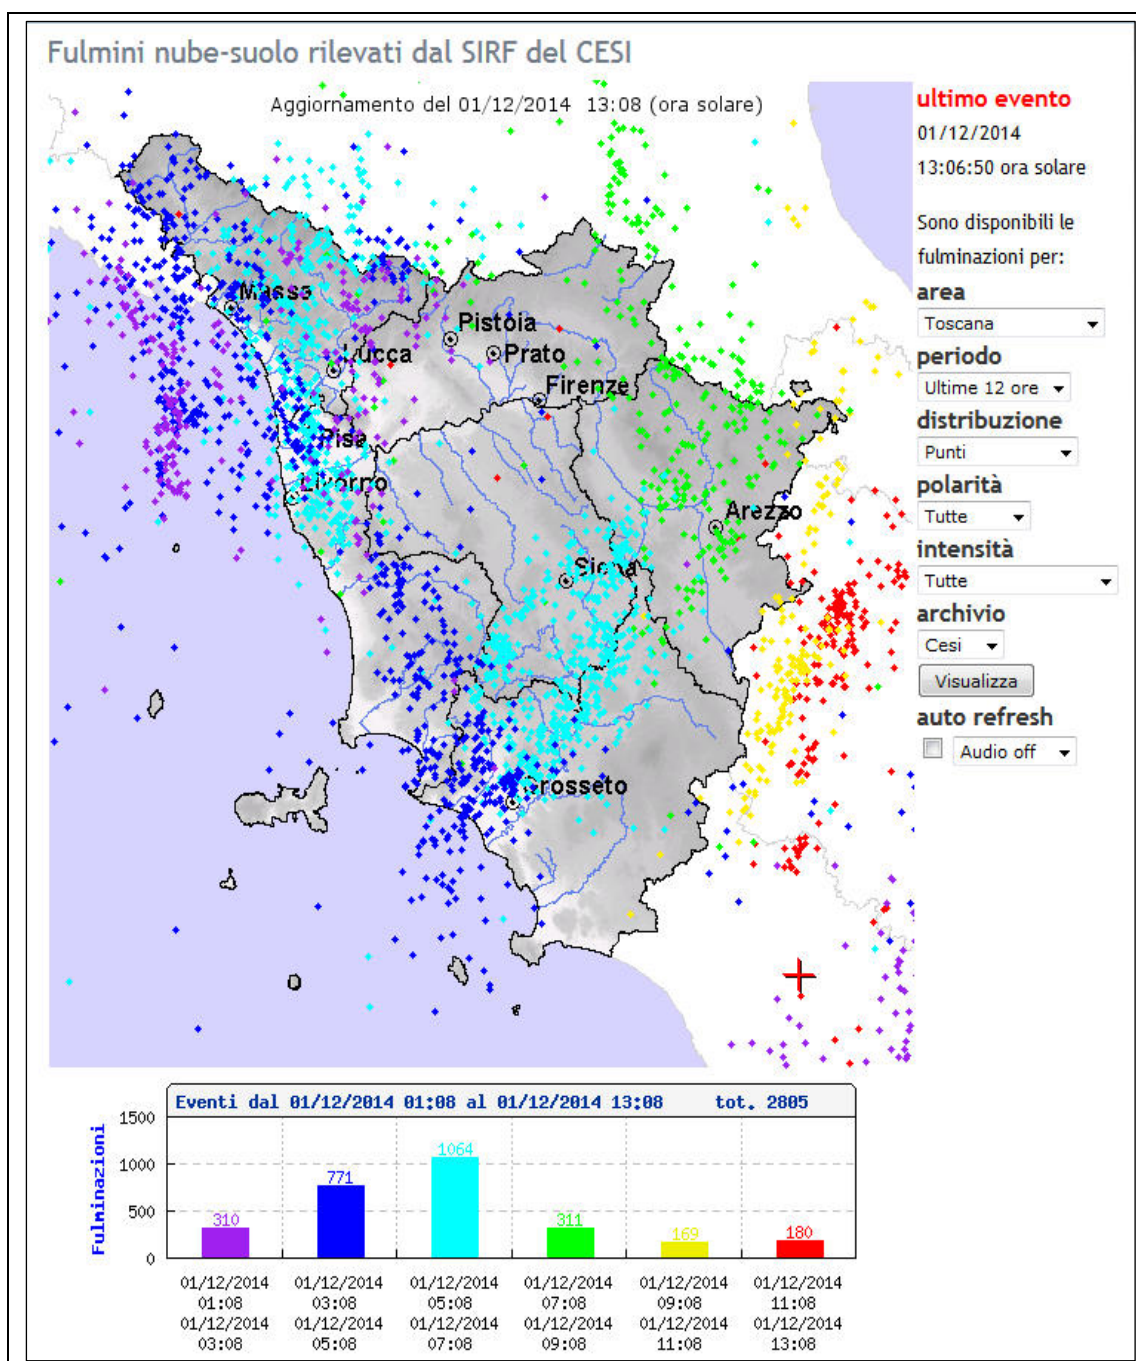 Fulmini nube-suolo rilevati dal SIRF del CESI
Aggiornamento del 01/12/2014 13:08 (ora solare)
ultimo evento
01/12/2014
13:06:50 ora solare
Sono disponibili le
fulminazioni per:
area
Toscana
periodo
Ultime 12 ore
distribuzione
Punti
polarità
Tutte
intensità
Tutte
archivio
Cesi
Visualizza
auto refresh
Audio off
Massa
Pistoia
Lucca
Prato
Firenze
Pisa
Livorno
Arezzo
Siena
Grosseto
Eventi dal 01/12/2014 01:08 al 01/12/2014 13:08 tot. 2805
Fulminazioni
1500
1000
500
0
310
771
1064
311
169
180
01/12/2014 01/12/2014 01/12/2014 01/12/2014 01/12/2014 01/12/2014
01:08 03:08 05:08 07:08 09:08 11:08
01/12/2014 01/12/2014 01/12/2014 01/12/2014 01/12/2014 01/12/2014
03:08 05:08 07:08 09:08 11:08 13:08